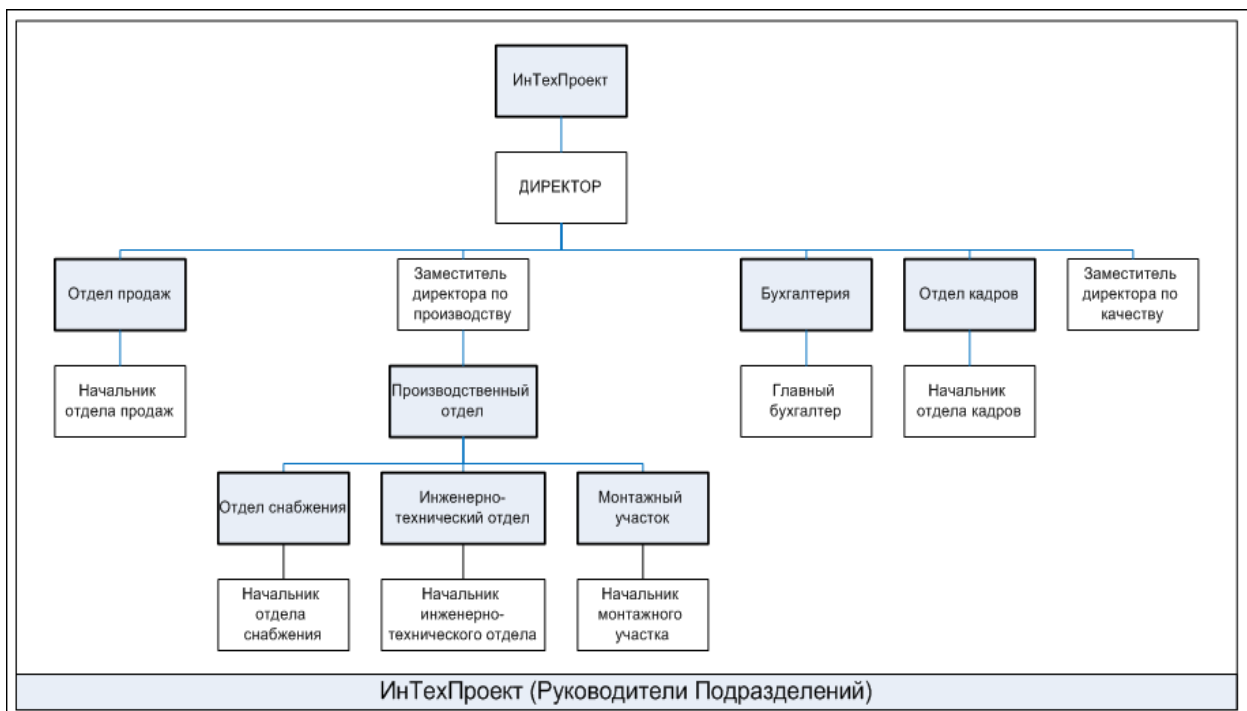 ИнТехПроект
ДИРЕКТОР
Отдел продаж
Заместитель
директора по
производству
Бухгалтерия
Отдел кадров
Заместитель
директора по
качеству
Начальник
отдела продаж
Производственный
отдел
Главный
бухгалтер
Начальник
отдела кадров
Отдел снабжения
Инженерно-
технический отдел
Монтажный
участок
Начальник
отдела
снабжения
Начальник
инженерно-
технического отдела
Начальник
монтажного
участка
ИнТехПроект (Руководители Подразделений)